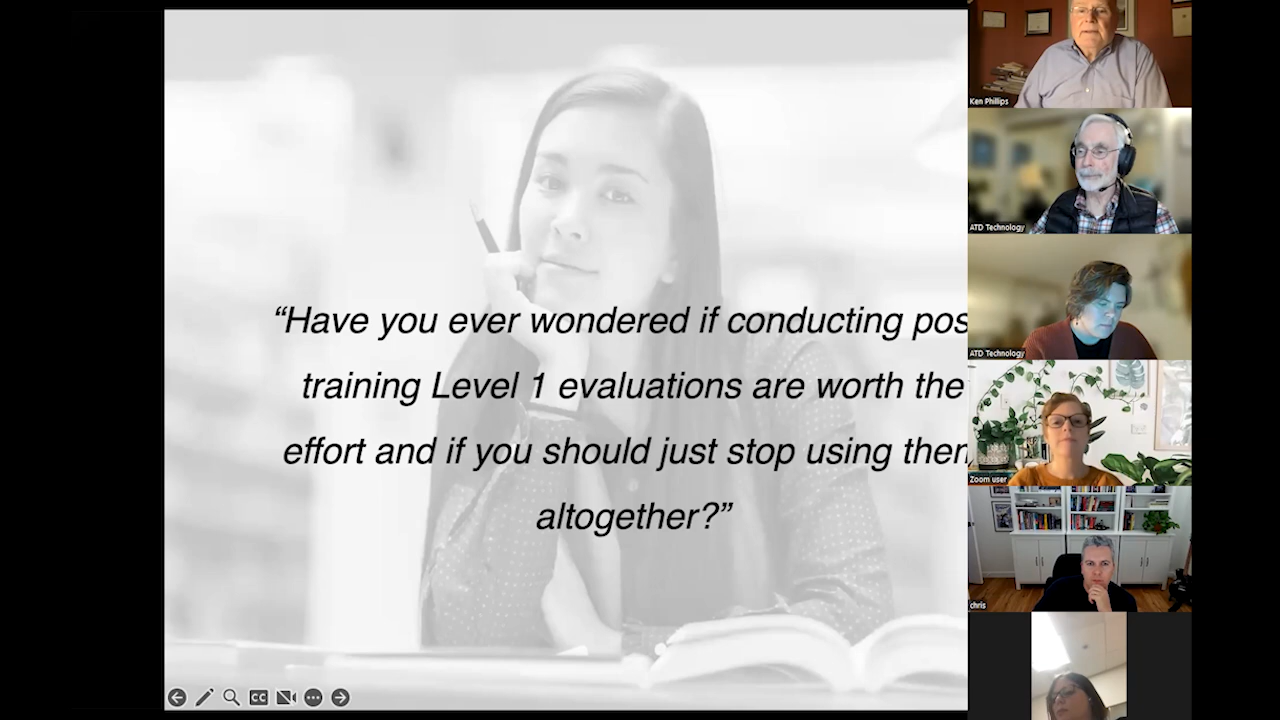 “Have you ever wondered if conducting pos
training Level 1 evaluations are worth the
effort and if you should just stop using
altogether?”
CC
Ken Phillips
ATD Technology
ATD Technology
Zoom user
chris